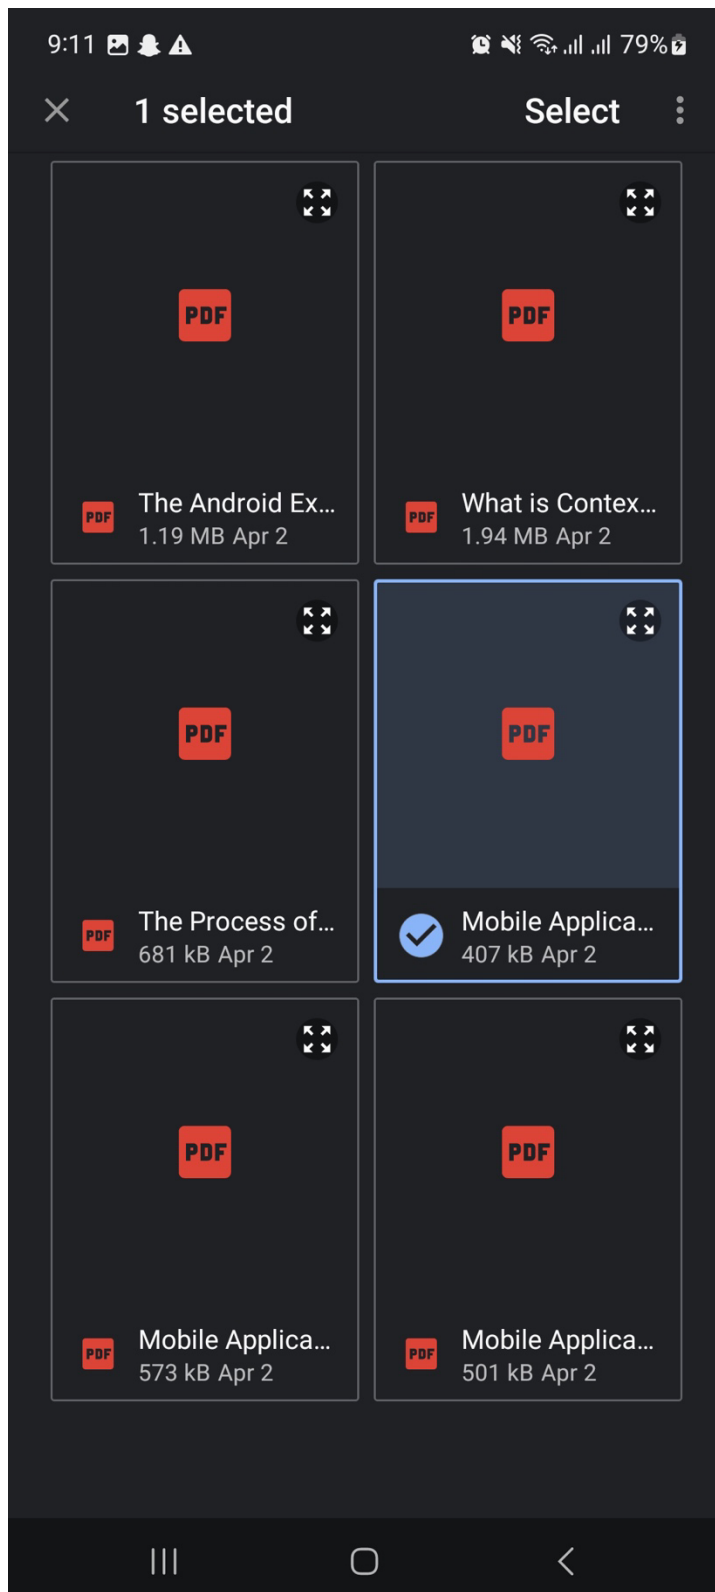 9:11 79%
1 selected Select
PDF PDF
PDF The Android Ex... PDF What is Contex...
1.19 MB Apr 2 1.94 MB Apr 2
PDF PDF
PDF The Process of... Mobile Applica...
681 kB Apr 2 407 kB Apr 2
PDF PDF
PDF Mobile Applica... PDF Mobile Applica...
573 kB Apr 2 501 kB Apr 2